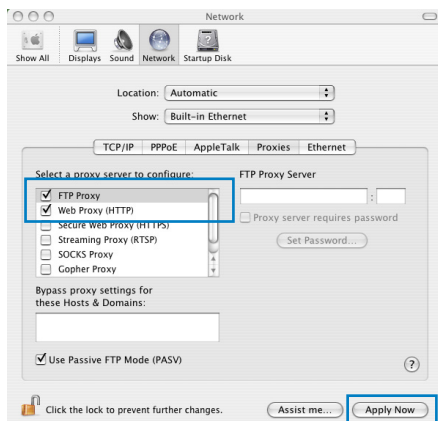 Network
Show All Displays Sound Network Startup Disk
Location: Automatic
Show: Built-in Ethernet
TCP/IP PPPoE AppleTalk Proxies Ethernet
Select a proxy server to configure: FTP Proxy Server
FTP Proxy
Web Proxy (HTTP) :
Secure Web Proxy (HTTPS) Proxy server requires password
Streaming Proxy (RTSP) Set Password...
SOCKS Proxy
Gopher Proxy
Bypass proxy settings for
these Hosts & Domains:
Use Passive FTP Mode (PASV) ?
Click the lock to prevent further changes. Assist me... Apply Now